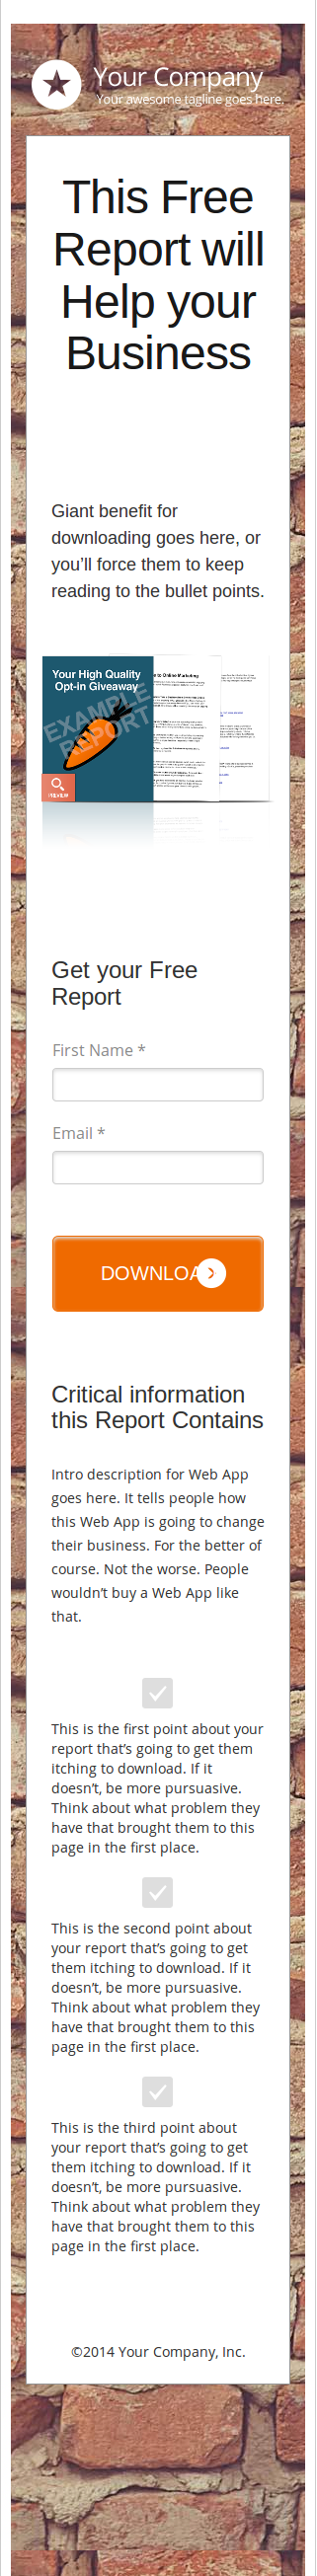 Your Company
Your awesome tagline goes here.
This Free
Report will
Help your
Business
Giant benefit for
downloading goes here, or
you’ll force them to keep
reading to the bullet points.
Your High Quality
Opt-in Giveaway
SAMPLE
REPORT
to Online Marketing
PREVIEW
Get your Free
Report
First Name *
Email *
DOWNLOA
Critical information
this Report Contains
Intro description for Web App
goes here. It tells people how
this Web App is going to change
their business. For the better of
course. Not the worse. People
wouldn’t buy a Web App like
that.
This is the first point about your
report that’s going to get them
itching to download. If it
doesn’t, be more pursuasive.
Think about what problem they
have that brought them to this
page in the first place.
This is the second point about
your report that’s going to get
them itching to download. If it
doesn’t, be more pursuasive.
Think about what problem they
have that brought them to this
page in the first place.
This is the third point about
your report that’s going to get
them itching to download. If it
doesn’t, be more pursuasive.
Think about what problem they
have that brought them to this
page in the first place.
©2014 Your Company, Inc.